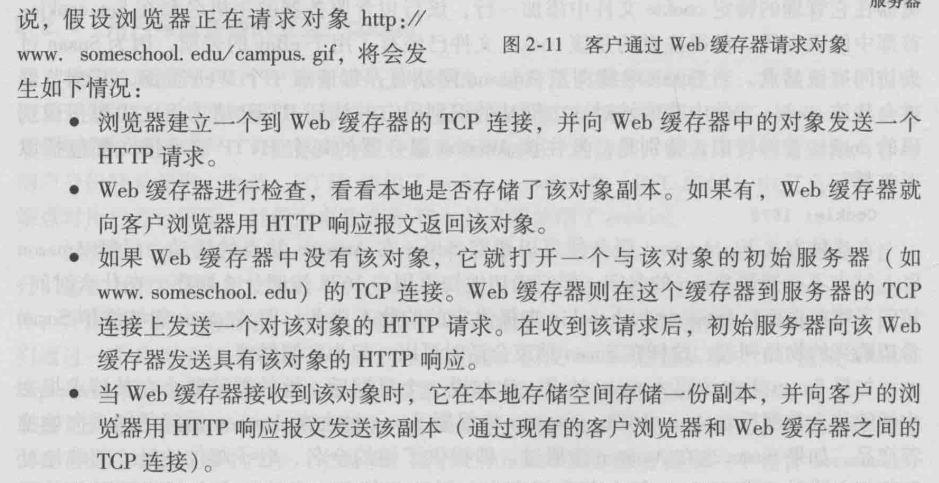 服务器
说，假设浏览器正在请求对象 http://
www. someschool. edu/campus. gif，将会发
图 2-11 客户通过 Web 缓存器请求对象
生如下情况：
• 浏览器建立一个到 Web 缓存器的 TCP 连接，并向 Web 缓存器中的对象发送一个
HTTP 请求。
• Web 缓存器进行检查，看看本地是否存储了该对象副本。如果有，Web 缓存器就
向客户浏览器用 HTTP 响应报文返回该对象。
• 如果 Web 缓存器中没有该对象，它就打开一个与该对象的初始服务器（如
www. someschool. edu）的 TCP 连接。Web 缓存器则在这个缓存器到服务器的 TCP
连接上发送一个对该对象的 HTTP 请求。在收到该请求后，初始服务器向该 Web
缓存器发送具有该对象的 HTTP 响应。
• 当 Web 缓存器接收到该对象时，它在本地存储空间存储一份副本，并向客户的浏
览器用 HTTP 响应报文发送该副本（通过现有的客户浏览器和 Web 缓存器之间的
TCP 连接）。